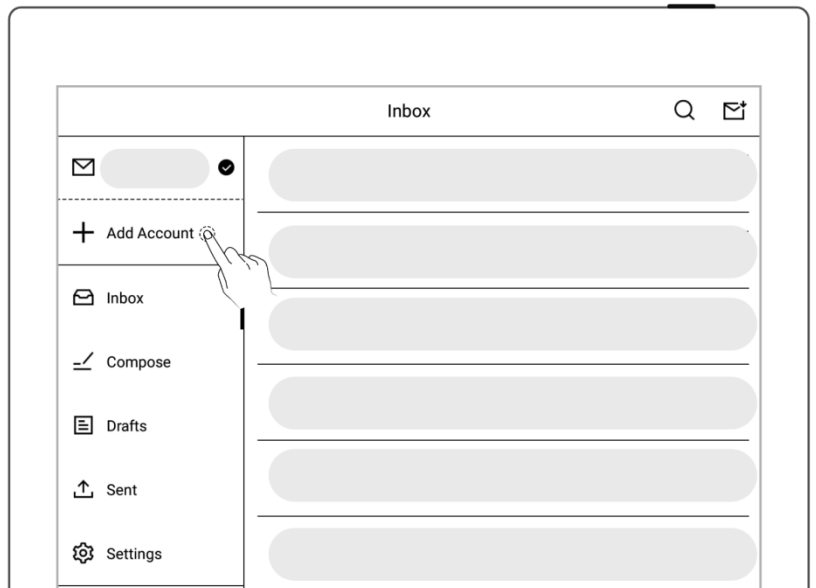 Inbox
Add Account
Inbox
Compose
Drafts
Sent
Settings